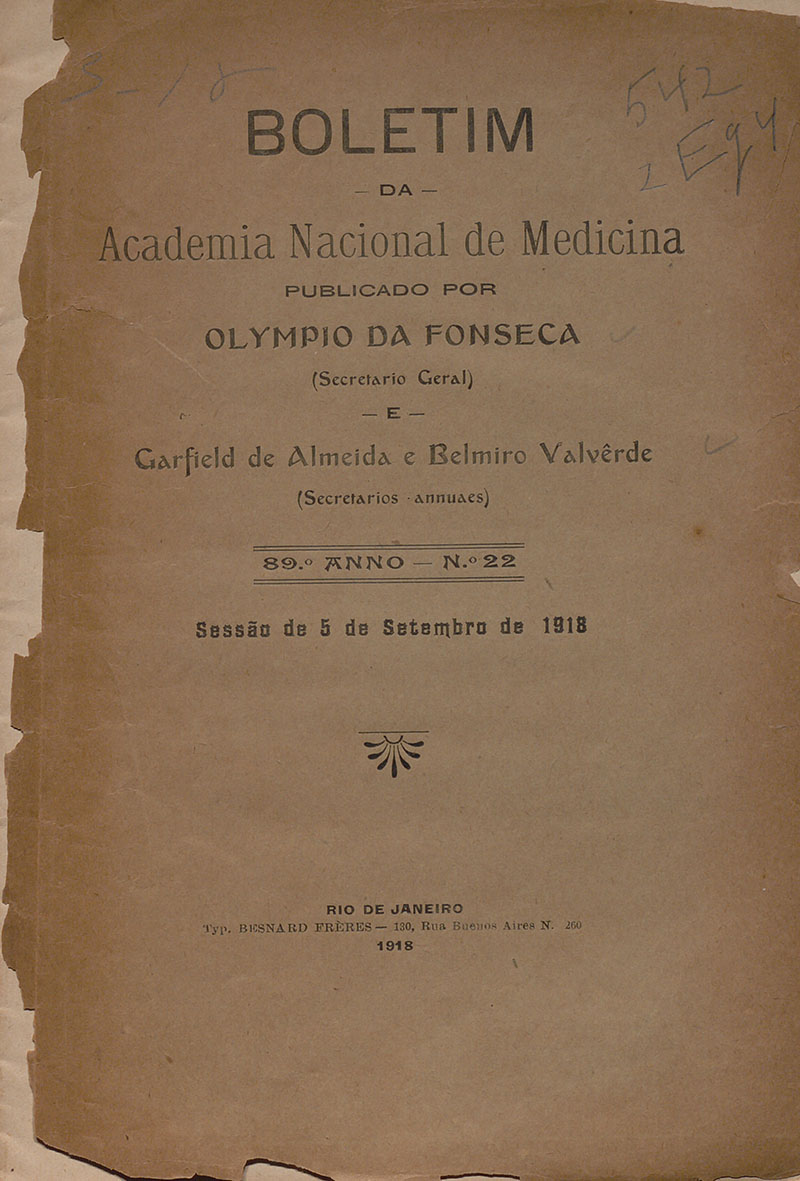 542
BOLETIM
— DA —
Academia Nacional de Medicina
PUBLICADO POR
OLYMPIO DA FONSECA
(Secretario Geral)
— E —
Garfield de Almeida e Belmiro Valvêrde
(Secretarios annuaes)
89.º ANNO — N.º 22
Sessão de 5 de Setembro de 1918
RIO DE JANEIRO
Typ. BESNARD FRÈRES — 130, Rua Buenos Aires N. 260
1918